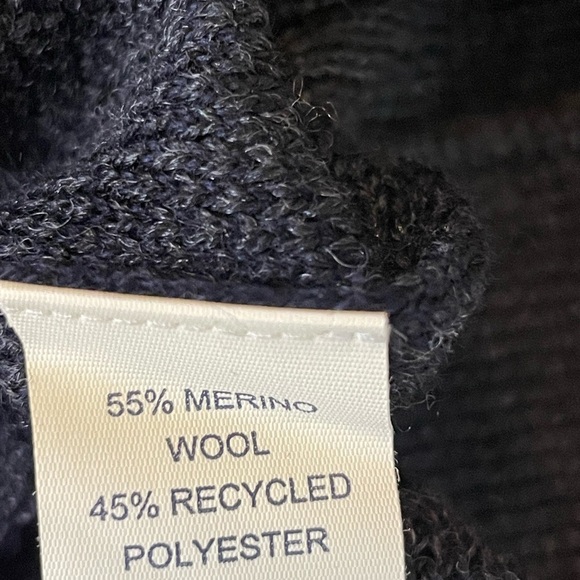 55% MERINO
WOOL
45% RECYCLED
POLYESTER